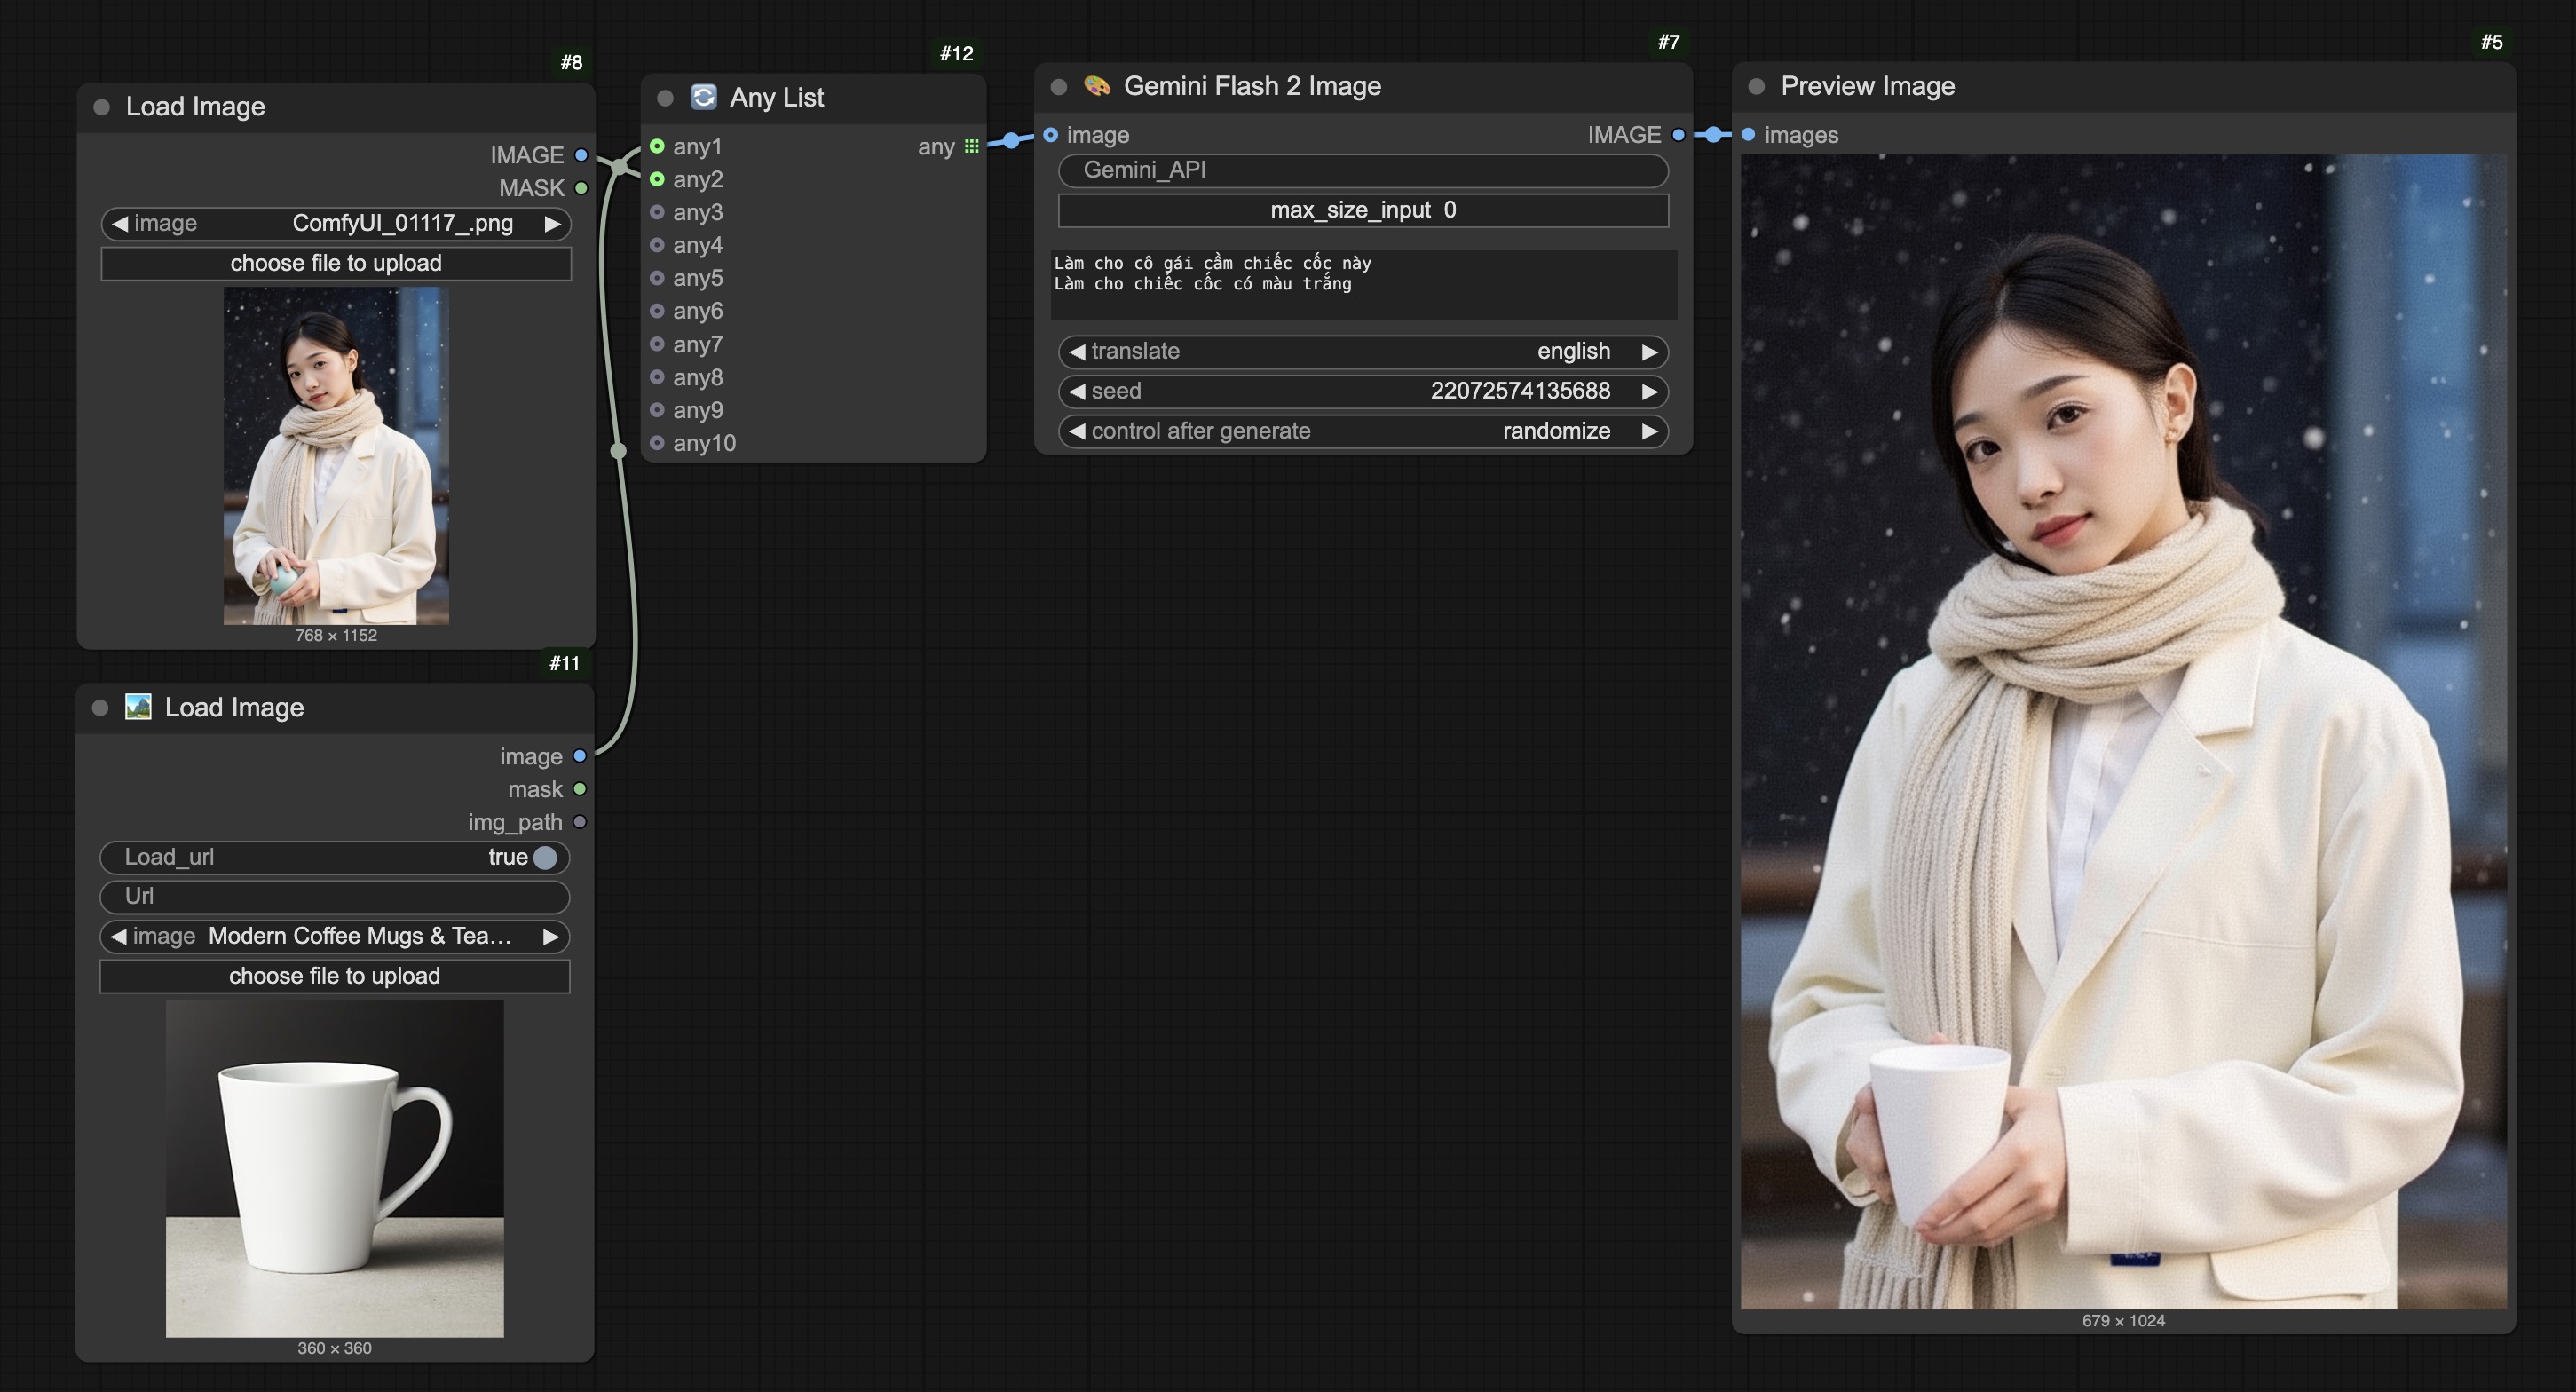 #8
Load Image
IMAGE
MASK
image ComfyUI_01117_.png
choose file to upload
768 × 1152
#11
Load Image
image
mask
img_path
Load_url true
Url
image Modern Coffee Mugs & Tea…
choose file to upload
360 × 360
#12
Any List
any1 any
any2
any3
any4
any5
any6
any7
any8
any9
any10
#7
Gemini Flash 2 Image
image IMAGE
Gemini_API
max_size_input 0
Làm cho cô gái cầm chiếc cốc này
Làm cho chiếc cốc có màu trắng
translate english
seed 22072574135688
control after generate randomize
#5
Preview Image
images
679 × 1024